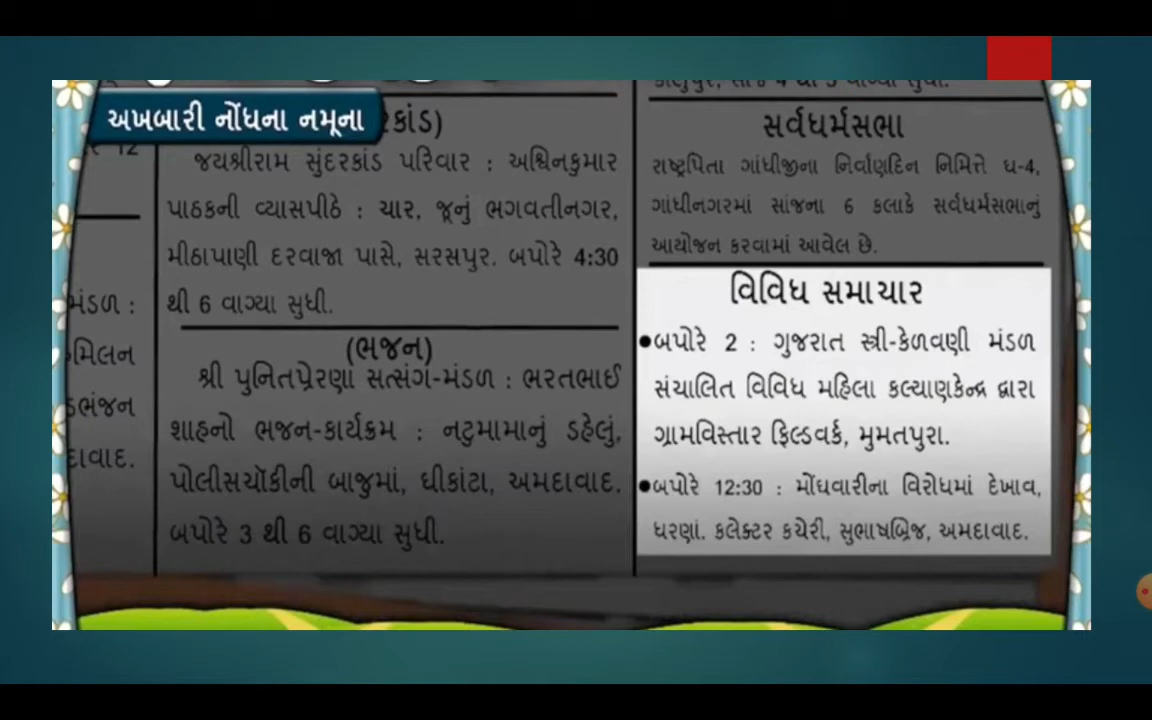 અખબારી નોંધના નમૂના
12
મંડળ :
મિલન
ભંજન
દાવાદ.
રકાંડ)
જયશ્રીરામ સુંદરકાંડ પરિવાર : અશ્વિનકુમાર
પાઠકની વ્યાસપીઠે : ચાર, જૂનું ભગવતીનગર,
મીઠાપાણી દરવાજા પાસે, સરસપુર. બપોરે 4:30
થી 6 વાગ્યા સુધી.
(ભજન)
શ્રી પુનિતપ્રેરણા સત્સંગ-મંડળ : ભરતભાઈ
શાહનો ભજન-કાર્યક્રમ : નટુમામાનું ડહેલું,
પોલીસચૉકીની બાજુમાં, ઘીકાંટા, અમદાવાદ.
બપોરે 3 થી 6 વાગ્યા સુધી.
સર્વધર્મસભા
રાષ્ટ્રપિતા ગાંધીજીના નિર્વાણદિન નિમિત્તે ઘ-4,
ગાંધીનગરમાં સાંજના 6 કલાકે સર્વધર્મસભાનું
આયોજન કરવામાં આવેલ છે.
વિવિધ સમાચાર
●બપોરે 2 : ગુજરાત સ્ત્રી-કેળવણી મંડળ
સંચાલિત વિવિધ મહિલા કલ્યાણકેન્દ્ર દ્વારા
ગ્રામવિસ્તાર ફિલ્ડવર્ક, મુમતપુરા.
●બપોરે 12:30 : મોંઘવારીના વિરોધમાં દેખાવ,
ધરણાં. કલેક્ટર કચેરી, સુભાષબ્રિજ, અમદાવાદ.